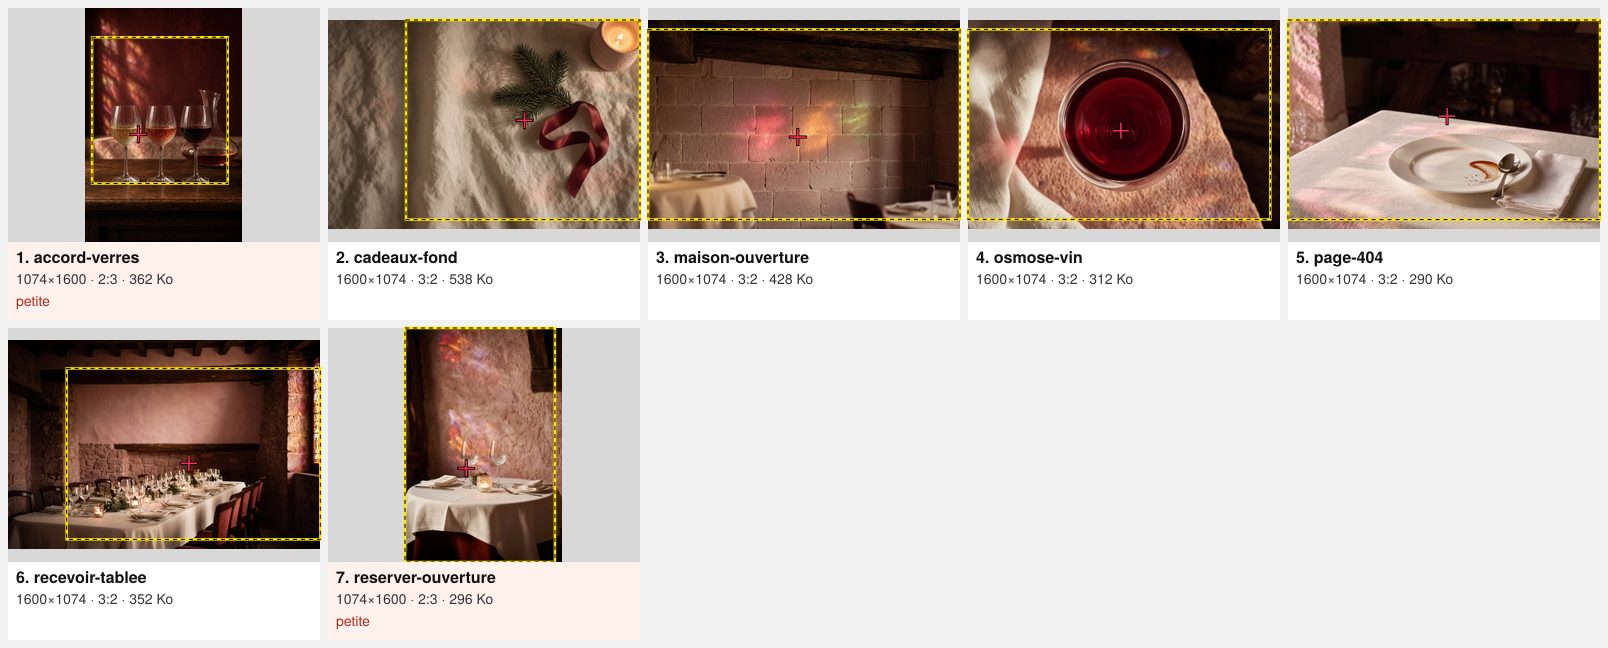 1. accord-verres
1074×1600 · 2:3 · 362 Ko
petite
2. cadeaux-fond
1600×1074 · 3:2 · 538 Ko
3. maison-ouverture
1600×1074 · 3:2 · 428 Ko
4. osmose-vin
1600×1074 · 3:2 · 312 Ko
5. page-404
1600×1074 · 3:2 · 290 Ko
6. recevoir-tablee
1600×1074 · 3:2 · 352 Ko
7. reserver-ouverture
1074×1600 · 2:3 · 296 Ko
petite